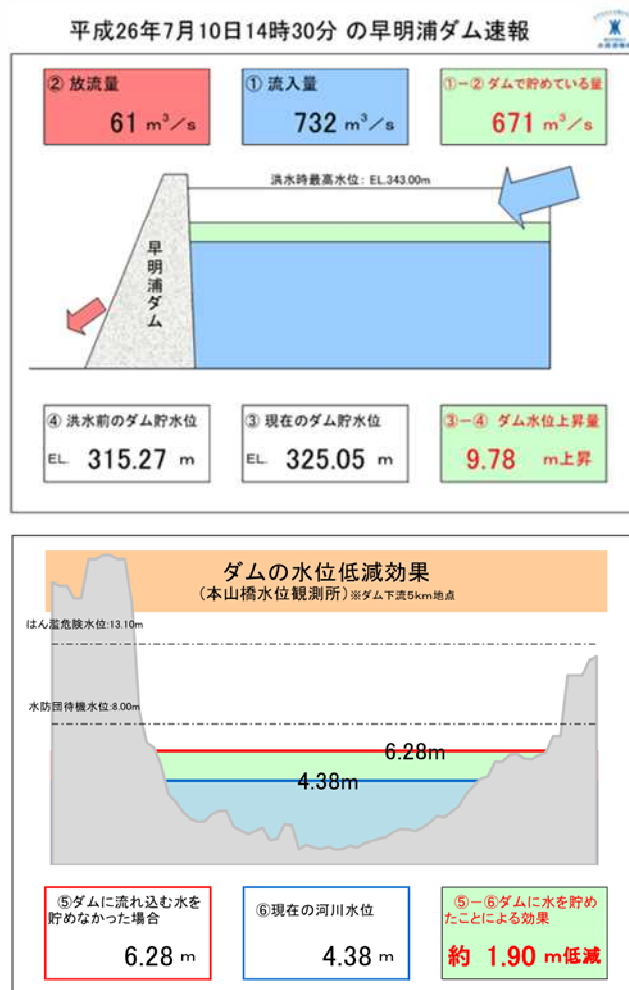 平成26年7月10日14時30分 の早明浦ダム速報
② 放流量
61 m³/s
① 流入量
732 m³/s
①-② ダムで貯めている量
671 m³/s
洪水時最高水位: EL.343.00m
早明浦ダム
④ 洪水前のダム貯水位
EL. 315.27 m
③ 現在のダム貯水位
EL. 325.05 m
③-④ ダム水位上昇量
9.78 m上昇
ダムの水位低減効果
(本山橋水位観測所)※ダム下流5km地点
はん濫危険水位:13.10m
水防団待機水位:8.00m
6.28m
4.38m
⑤ダムに流れ込む水を
貯めなかった場合
6.28 m
⑥現在の河川水位
4.38 m
⑤-⑥ダムに水を貯め
たことによる効果
約 1.90 m低減